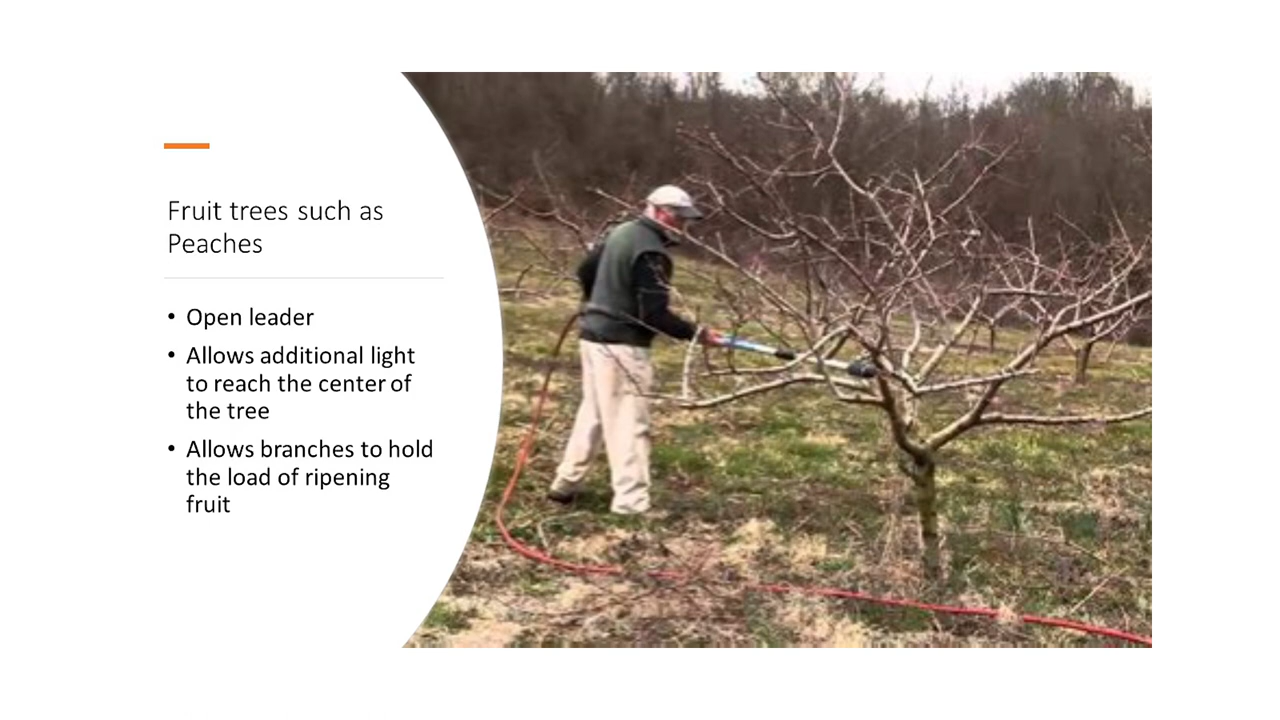 Fruit trees such as
Peaches
• Open leader
• Allows additional light
to reach the center of
the tree
• Allows branches to hold
the load of ripening
fruit